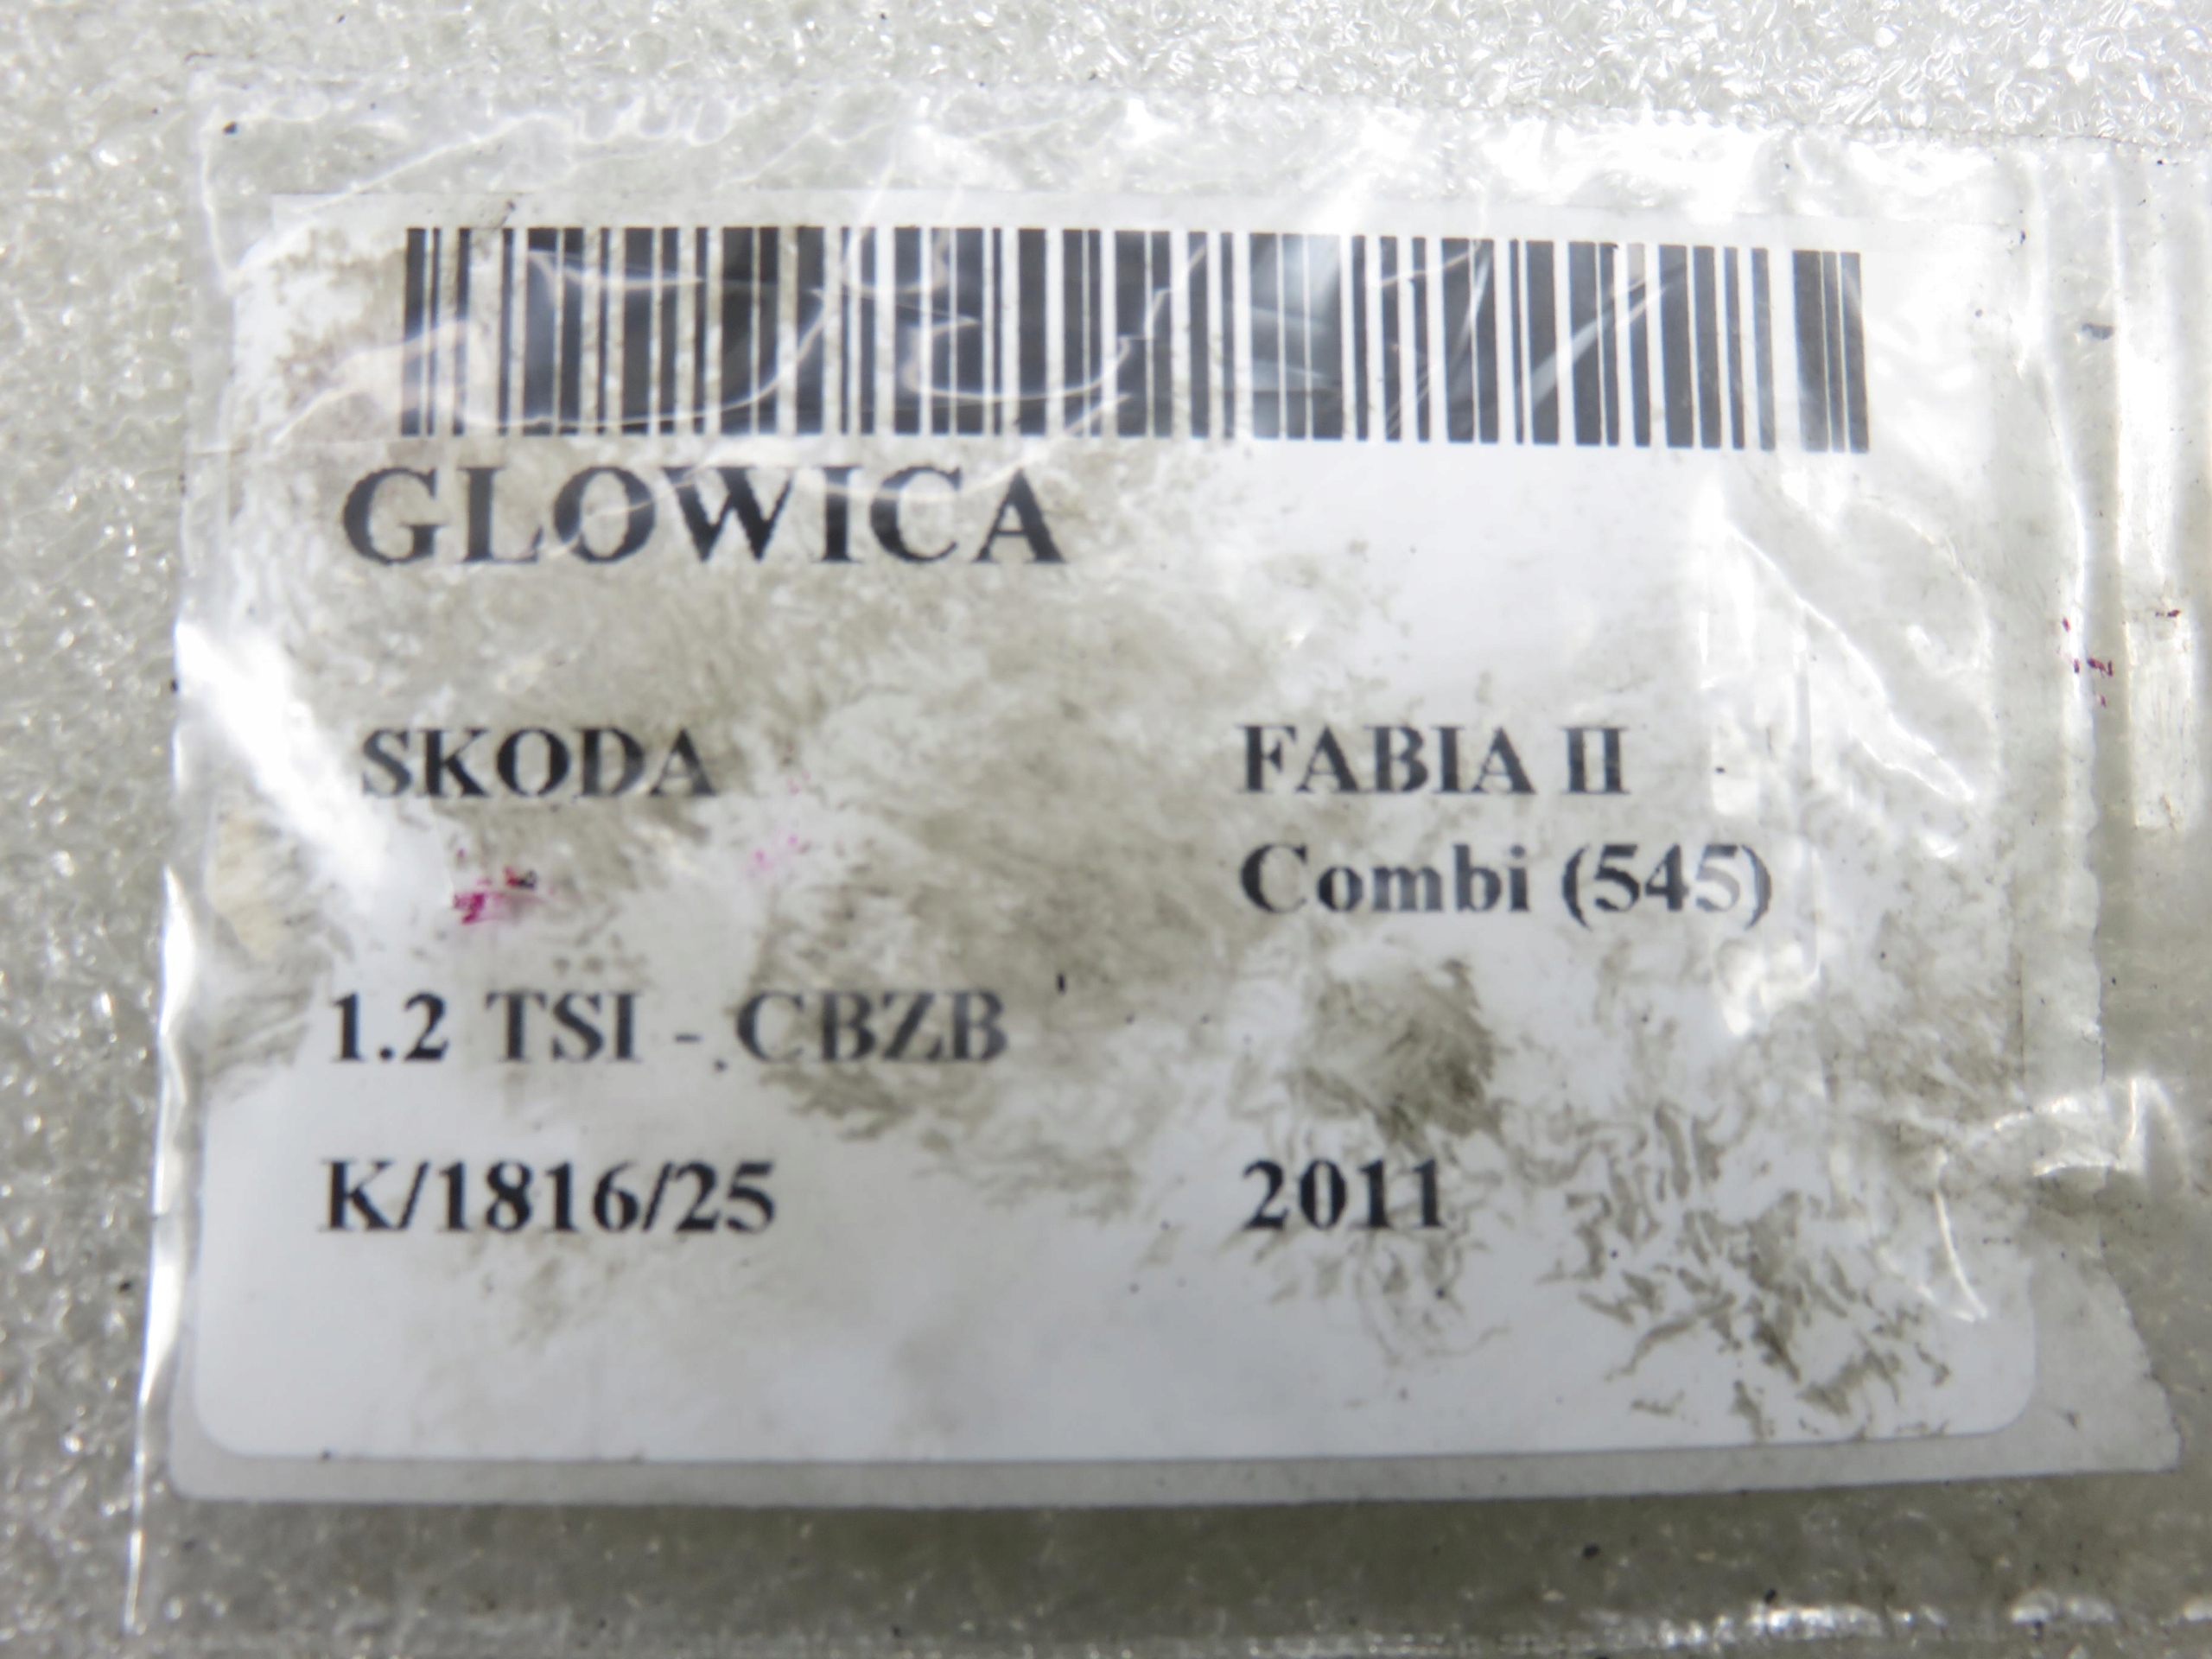 GLOWICA
SKODA
FABIA II
Combi (545)
1.2 TSI - CBZB
K/1816/25
2011